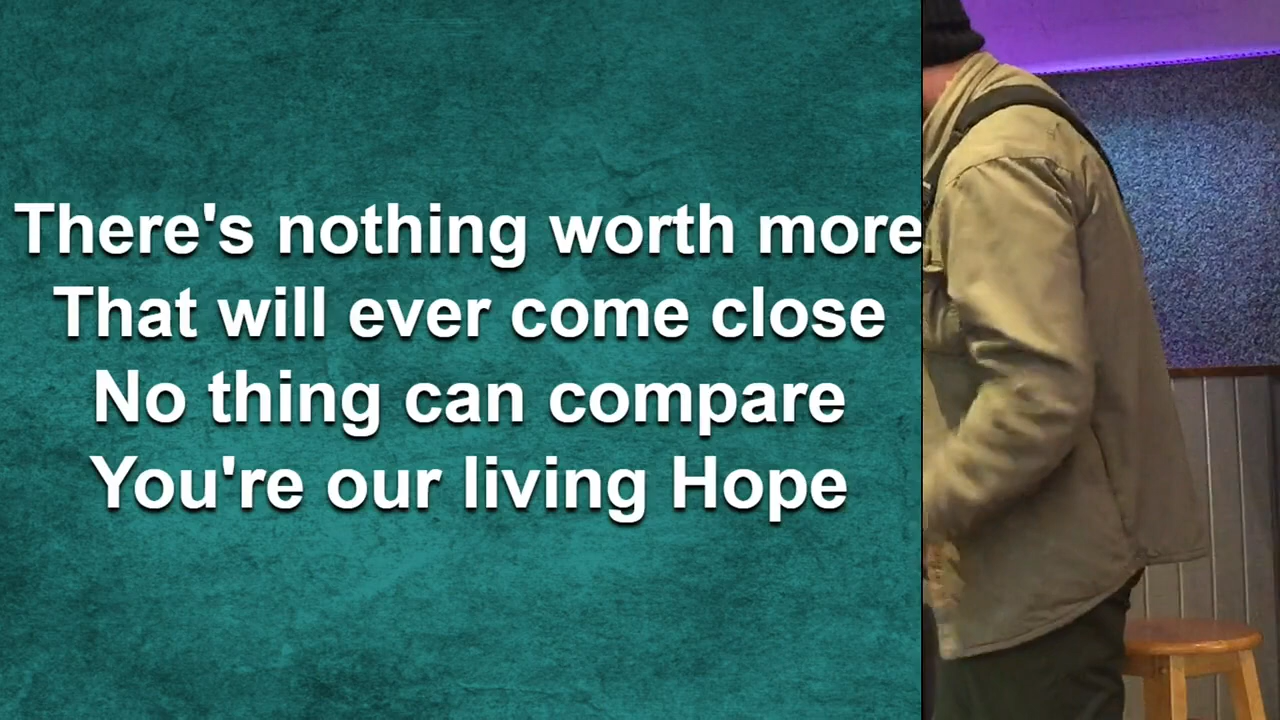 There's nothing worth more
That will ever come close
No thing can compare
You're our living Hope